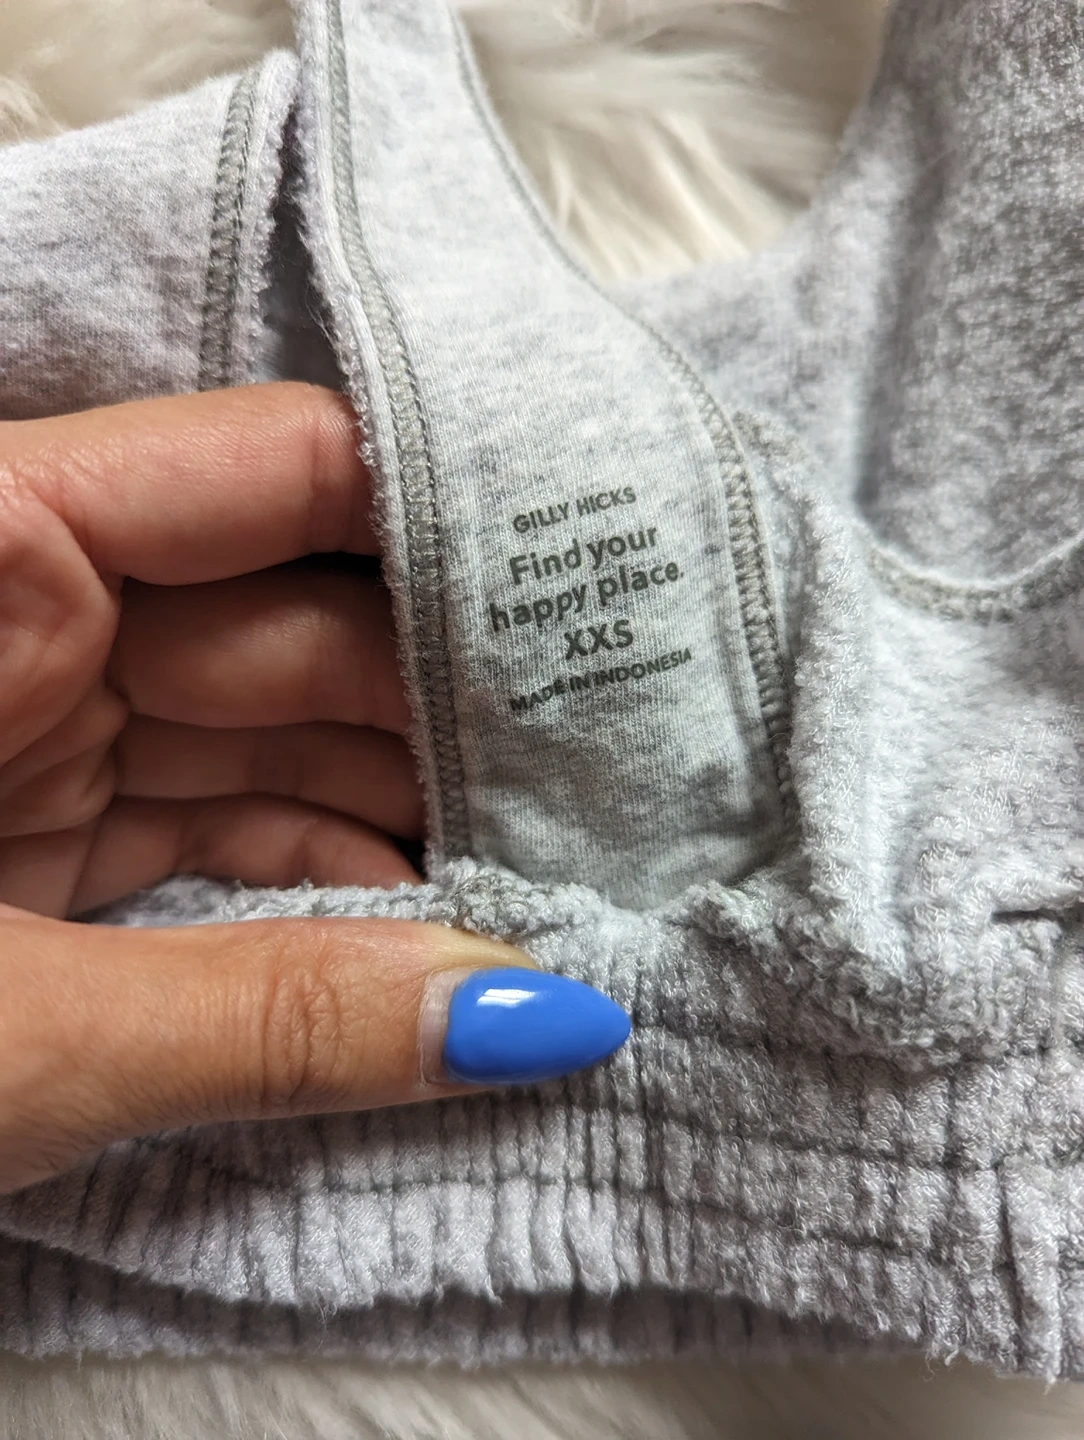 GILLY HICKS
Find your
happy place.
XXS
MADE IN INDONESIA